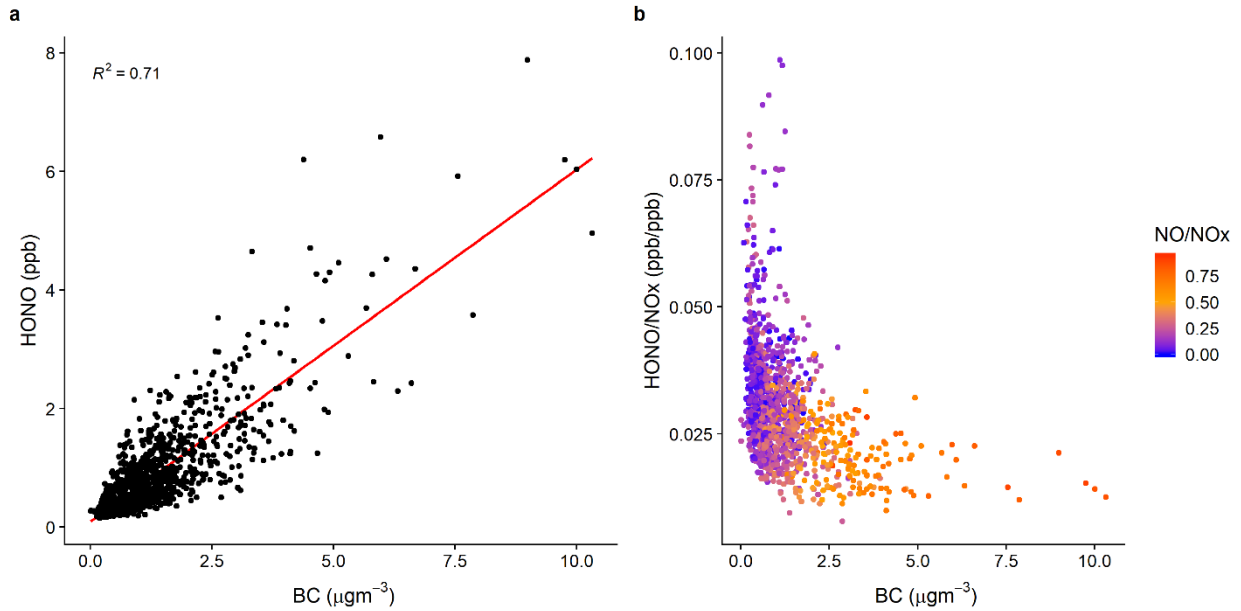 a
R² = 0.71
8
6
4
2
0
HONO (ppb)
0.0 2.5 5.0 7.5 10.0
BC (μgm⁻³)
b
0.100
0.075
0.050
0.025
HONO/NOx (ppb/ppb)
0.0 2.5 5.0 7.5 10.0
BC (μgm⁻³)
NO/NOx
0.75
0.50
0.25
0.00